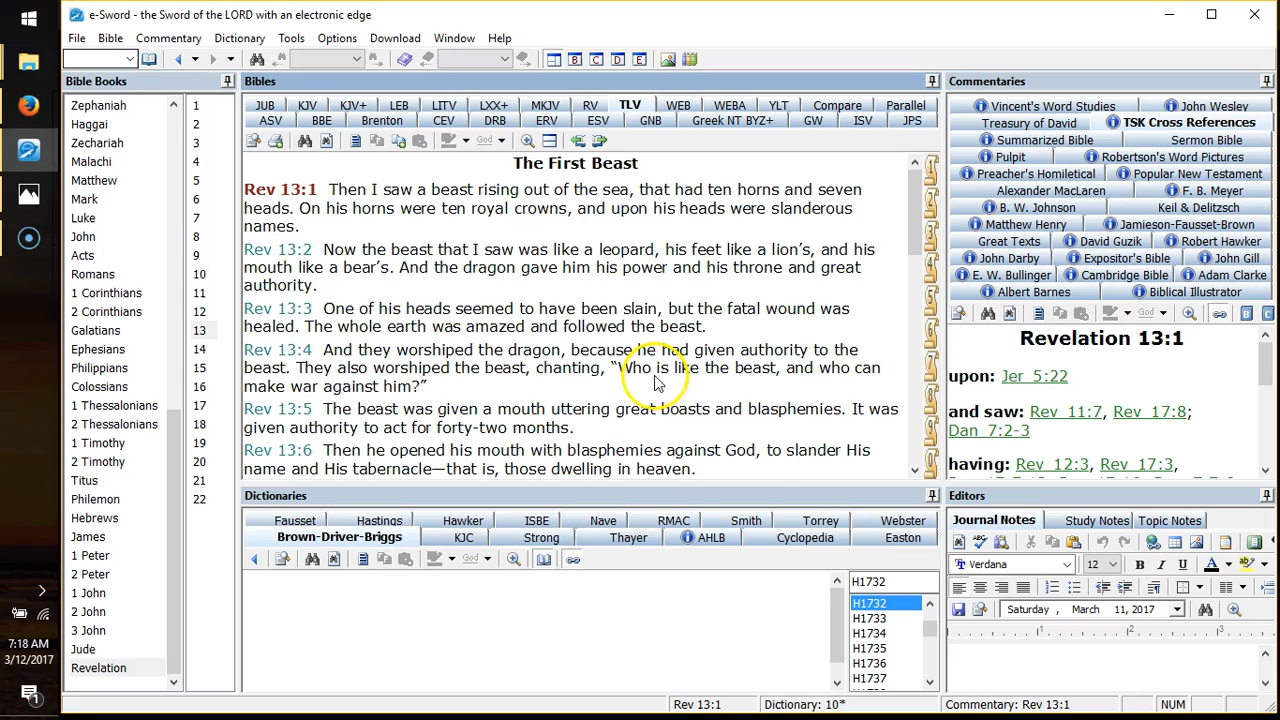 e-Sword - the Sword of the LORD with an electronic edge
File Bible Commentary Dictionary Tools Options Download Window Help
Bible Books
Zephaniah
Haggai
Zechariah
Malachi
Matthew
Mark
Luke
John
Acts
Romans
1 Corinthians
2 Corinthians
Galatians
Ephesians
Philippians
Colossians
1 Thessalonians
2 Thessalonians
1 Timothy
2 Timothy
Titus
Philemon
Hebrews
James
1 Peter
2 Peter
1 John
2 John
3 John
Jude
Revelation
1
2
3
4
5
6
7
8
9
10
11
12
13
14
15
16
17
18
19
20
21
22
Bibles
JUB KJV KJV+ LEB LITV LXX+ MKJV RV TLV WEB WEBA YLT Compare Parallel
ASV BBE Brenton CEV DRB ERV ESV GNB Greek NT BYZ+ GW ISV JPS
The First Beast
Rev 13:1 Then I saw a beast rising out of the sea, that had ten horns and seven
heads. On his horns were ten royal crowns, and upon his heads were slanderous
names.
Rev 13:2 Now the beast that I saw was like a leopard, his feet like a lion’s, and his
mouth like a bear’s. And the dragon gave him his power and his throne and great
authority.
Rev 13:3 One of his heads seemed to have been slain, but the fatal wound was
healed. The whole earth was amazed and followed the beast.
Rev 13:4 And they worshiped the dragon, because he had given authority to the
beast. They also worshiped the beast, chanting, “Who is like the beast, and who can
make war against him?”
Rev 13:5 The beast was given a mouth uttering great boasts and blasphemies. It was
given authority to act for forty-two months.
Rev 13:6 Then he opened his mouth with blasphemies against God, to slander His
name and His tabernacle—that is, those dwelling in heaven.
Dictionaries
Fausset Hastings Hawker ISBE Nave RMAC Smith Torrey Webster
Brown-Driver-Briggs KJC Strong Thayer AHLB Cyclopedia Easton
H1732
H1732
H1733
H1734
H1735
H1736
H1737
Commentaries
Vincent's Word Studies John Wesley
Treasury of David TSK Cross References
Summarized Bible Sermon Bible
Pulpit Robertson's Word Pictures
Preacher's Homiletical Popular New Testament
Alexander MacLaren F. B. Meyer
B. W. Johnson Keil & Delitzsch
Matthew Henry Jamieson-Fausset-Brown
Great Texts David Guzik Robert Hawker
John Darby Expositor's Bible John Gill
E. W. Bullinger Cambridge Bible Adam Clarke
Albert Barnes Biblical Illustrator
Revelation 13:1
upon: Jer_5:22
and saw: Rev_11:7, Rev_17:8;
Dan_7:2-3
having: Rev_12:3, Rev_17:3,
Editors
Journal Notes Study Notes Topic Notes
Verdana 12 B I U A ab
Saturday , March 11, 2017
1 2 3
7:18 AM
3/12/2017
Rev 13:1 Dictionary: 10* Commentary: Rev 13:1 NUM